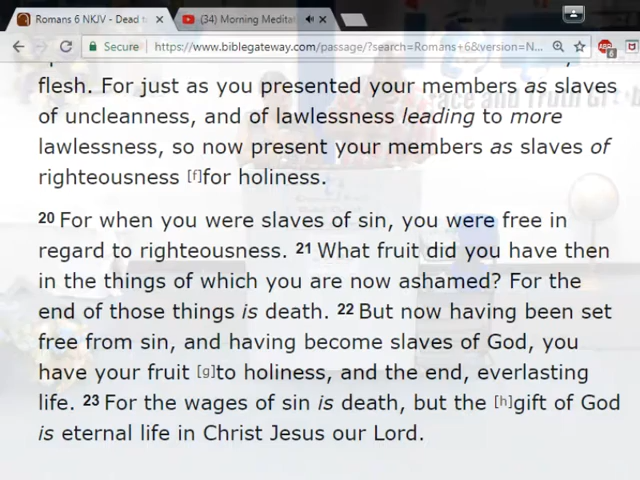 Romans 6 NKJV - Dead t
(34) Morning Meditat
Secure https://www.biblegateway.com/passage/?search=Romans+6&version=N...
flesh. For just as you presented your members as slaves
of uncleanness, and of lawlessness leading to more
lawlessness, so now present your members as slaves of
righteousness [f]for holiness.
20 For when you were slaves of sin, you were free in
regard to righteousness. 21 What fruit did you have then
in the things of which you are now ashamed? For the
end of those things is death. 22 But now having been set
free from sin, and having become slaves of God, you
have your fruit [g]to holiness, and the end, everlasting
life. 23 For the wages of sin is death, but the [h]gift of God
is eternal life in Christ Jesus our Lord.